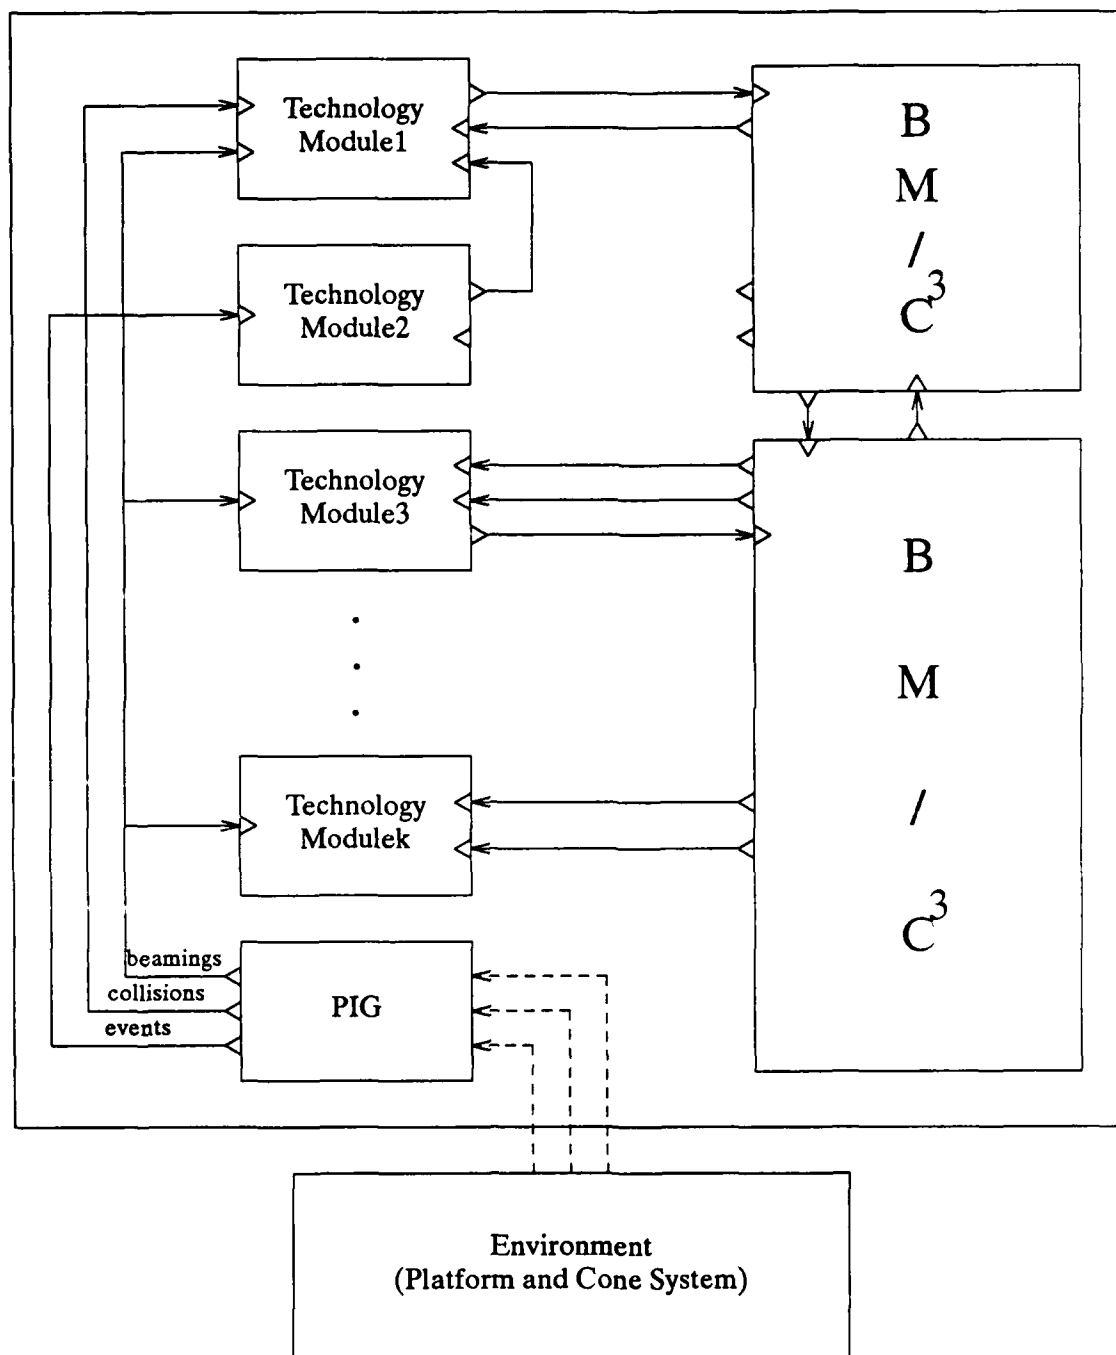 Technology
Module1
B
M
/
C³
Technology
Module2
Technology
Module3
B
M
/
C³
Technology
Modulek
beamings
collisions
events
PIG
Environment
(Platform and Cone System)